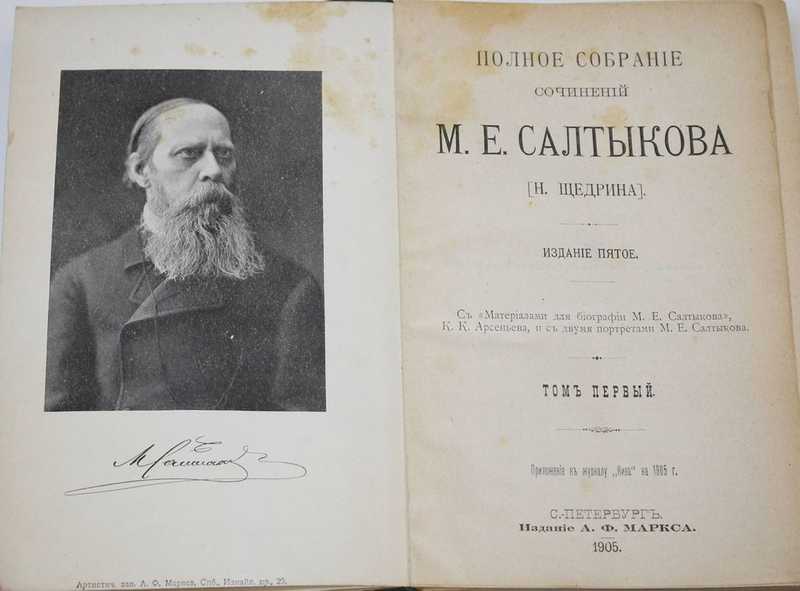 М Салтыков
Артистич. зав. А. Ф. Маркса, Спб., Измайл. пр., 29.
ПОЛНОЕ СОБРАНІЕ
СОЧИНЕНІЙ
М. Е. САЛТЫКОВА
[Н. ЩЕДРИНА].
ИЗДАНІЕ ПЯТОЕ.
Съ «Матеріалами для біографіи М. Е. Салтыкова»,
К. К. Арсеньева, и съ двумя портретами М. Е. Салтыкова.
ТОМЪ ПЕРВЫЙ.
Приложеніе къ журналу „Нива" на 1905 г.
С.-ПЕТЕРБУРГЪ.
Изданіе А. Ф. МАРКСА.
1905.